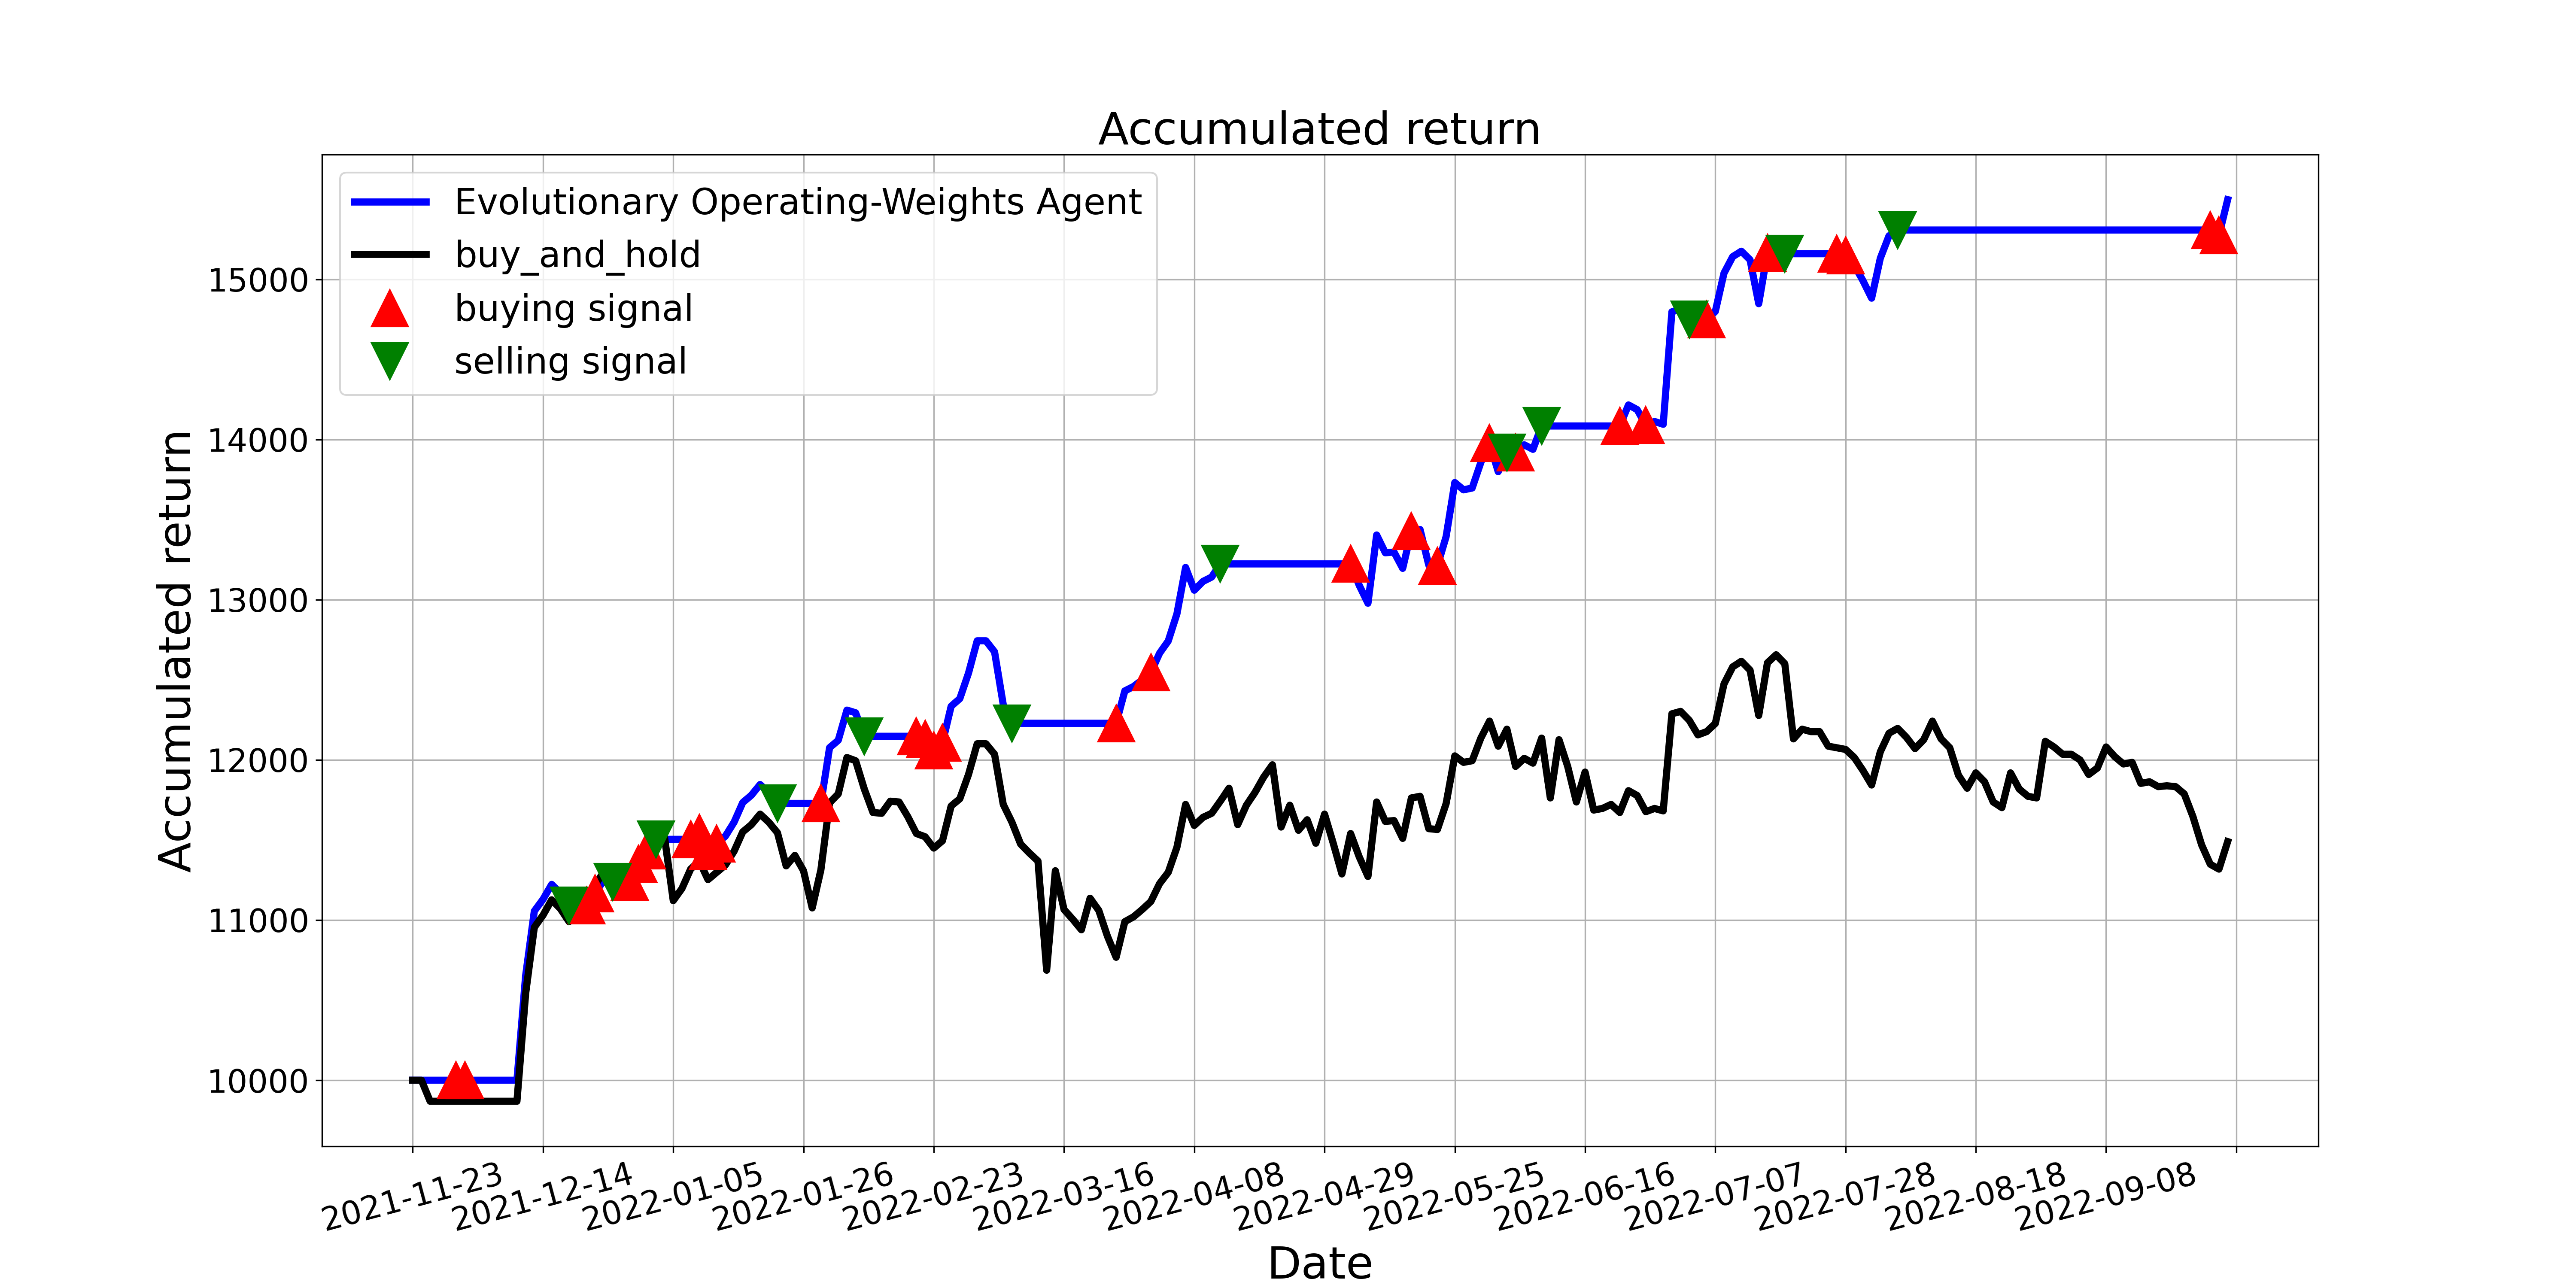 Accumulated return
Evolutionary Operating-Weights Agent
buy_and_hold
buying signal
selling signal
Accumulated return
15000
14000
13000
12000
11000
10000
2021-11-23
2021-12-14
2022-01-05
2022-01-26
2022-02-23
2022-03-16
2022-04-08
2022-04-29
2022-05-25
2022-06-16
2022-07-07
2022-07-28
2022-08-18
2022-09-08
Date